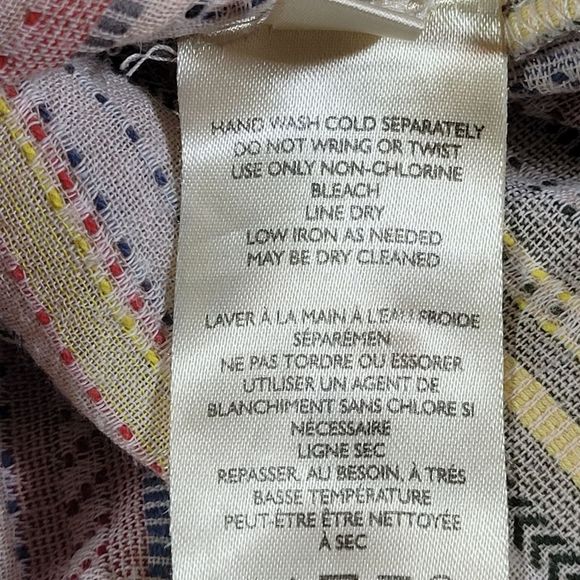 HAND WASH COLD SEPARATELY
DO NOT WRING OR TWIST
USE ONLY NON-CHLORINE
BLEACH
LINE DRY
LOW IRON AS NEEDED
MAY BE DRY CLEANED
LAVER À LA MAIN À L'EAU FROIDE
SÉPARÉMEN
NE PAS TORDRE OU ESSORER
UTILISER UN AGENT DE
BLANCHIMENT SANS CHLORE SI
NÉCESSAIRE
LIGNE SEC
REPASSER, AU BESOIN, À TRÈS
BASSE TEMPÉRATURE
PEUT-ÊTRE ÊTRE NETTOYÉE
À SEC